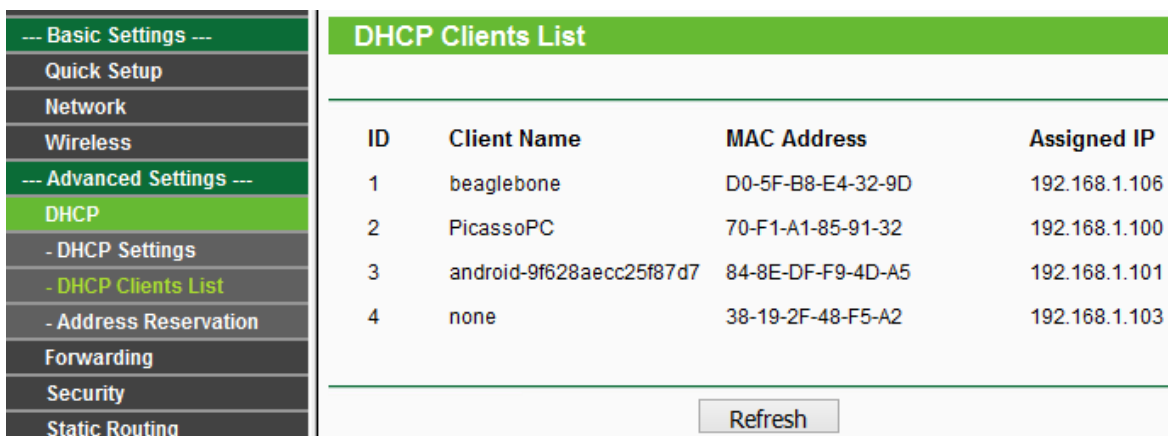 --- Basic Settings ---
Quick Setup
Network
Wireless
--- Advanced Settings ---
DHCP
- DHCP Settings
- DHCP Clients List
- Address Reservation
Forwarding
Security
Static Routing
DHCP Clients List
ID Client Name MAC Address Assigned IP
1 beaglebone D0-5F-B8-E4-32-9D 192.168.1.106
2 PicassoPC 70-F1-A1-85-91-32 192.168.1.100
3 android-9f628aecc25f87d7 84-8E-DF-F9-4D-A5 192.168.1.101
4 none 38-19-2F-48-F5-A2 192.168.1.103
Refresh